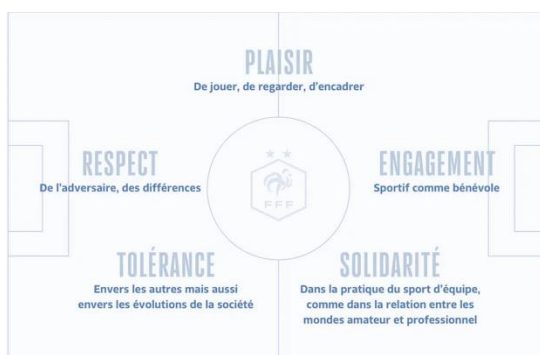 PLAISIR
De jouer, de regarder, d'encadrer
RESPECT
De l'adversaire, des différences
ENGAGEMENT
Sportif comme bénévole
FFF
TOLÉRANCE
Envers les autres mais aussi
envers les évolutions de la société
SOLIDARITÉ
Dans la pratique du sport d'équipe,
comme dans la relation entre les
mondes amateur et professionnel